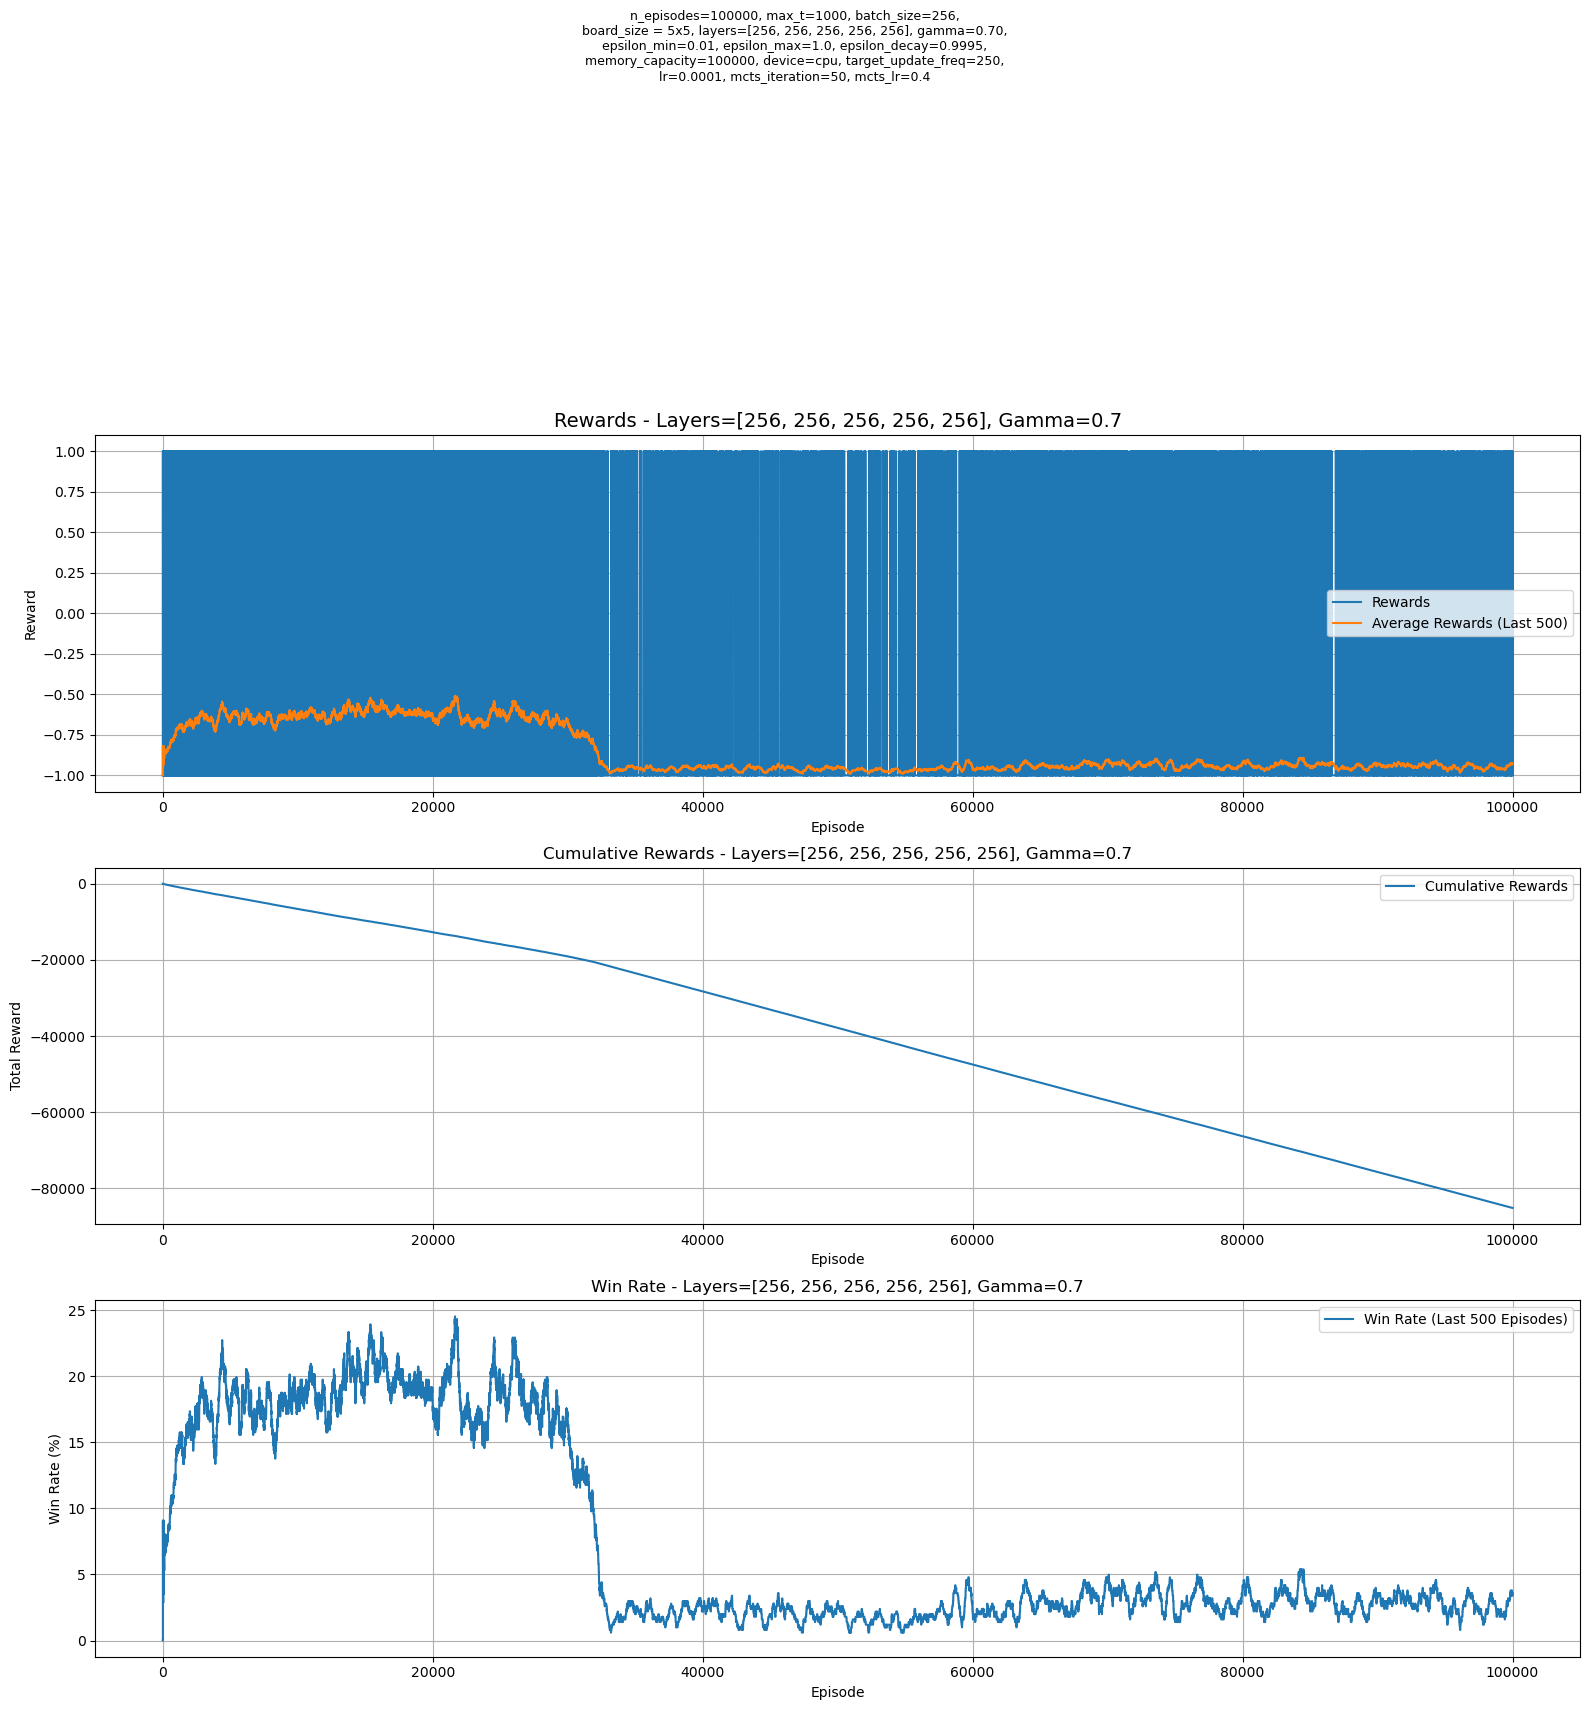 n_episodes=100000, max_t=1000, batch_size=256,
board_size = 5x5, layers=[256, 256, 256, 256, 256], gamma=0.70,
epsilon_min=0.01, epsilon_max=1.0, epsilon_decay=0.9995,
memory_capacity=100000, device=cpu, target_update_freq=250,
lr=0.0001, mcts_iteration=50, mcts_lr=0.4
Rewards - Layers=[256, 256, 256, 256, 256], Gamma=0.7
1.00
0.75
0.50
0.25
0.00
−0.25
−0.50
−0.75
−1.00
Reward
Rewards
Average Rewards (Last 500)
0 20000 40000 60000 80000 100000
Episode
Cumulative Rewards - Layers=[256, 256, 256, 256, 256], Gamma=0.7
0
−20000
−40000
−60000
−80000
Total Reward
Cumulative Rewards
0 20000 40000 60000 80000 100000
Episode
Win Rate - Layers=[256, 256, 256, 256, 256], Gamma=0.7
25
20
15
10
5
0
Win Rate (%)
Win Rate (Last 500 Episodes)
0 20000 40000 60000 80000 100000
Episode